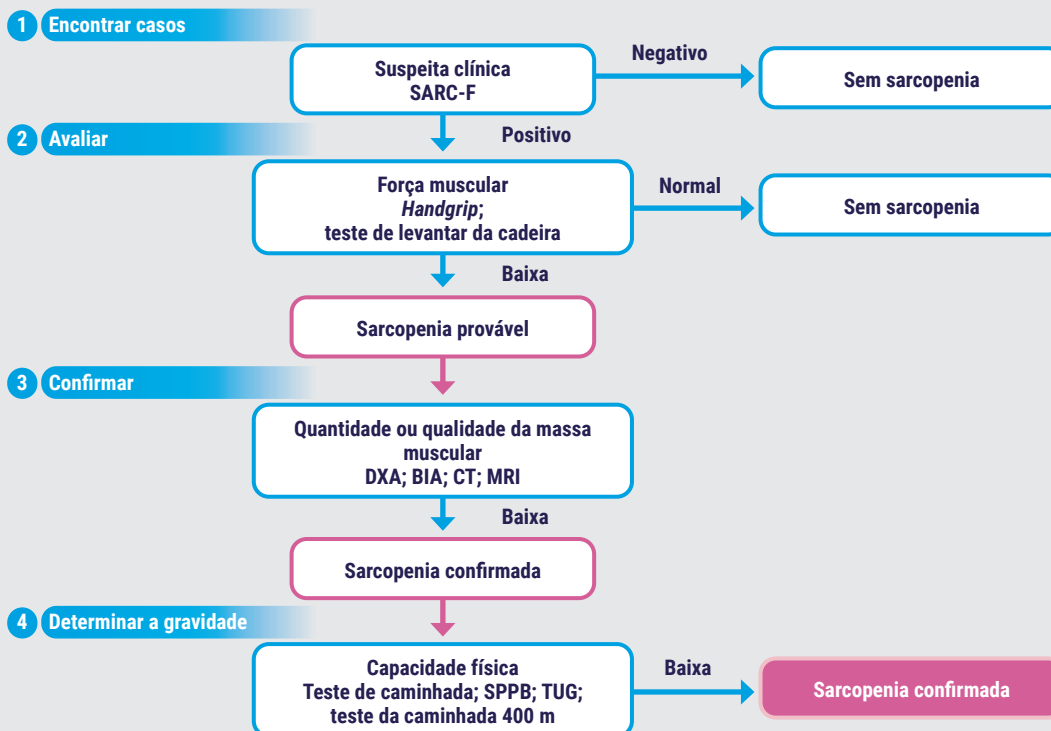 1 Encontrar casos
Suspeita clínica
SARC-F
Negativo
Sem sarcopenia
Positivo
2 Avaliar
Força muscular
Handgrip;
teste de levantar da cadeira
Normal
Sem sarcopenia
Baixa
Sarcopenia provável
3 Confirmar
Quantidade ou qualidade da massa
muscular
DXA; BIA; CT; MRI
Baixa
Sarcopenia confirmada
4 Determinar a gravidade
Capacidade física
Teste de caminhada; SPPB; TUG;
teste da caminhada 400 m
Baixa
Sarcopenia confirmada